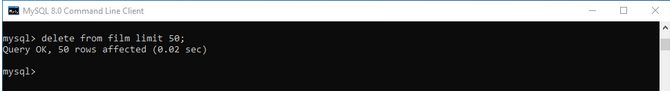 MySQL 8.0 Command Line Client
mysql> delete from film limit 50;
Query OK, 50 rows affected (0.02 sec)
mysql>